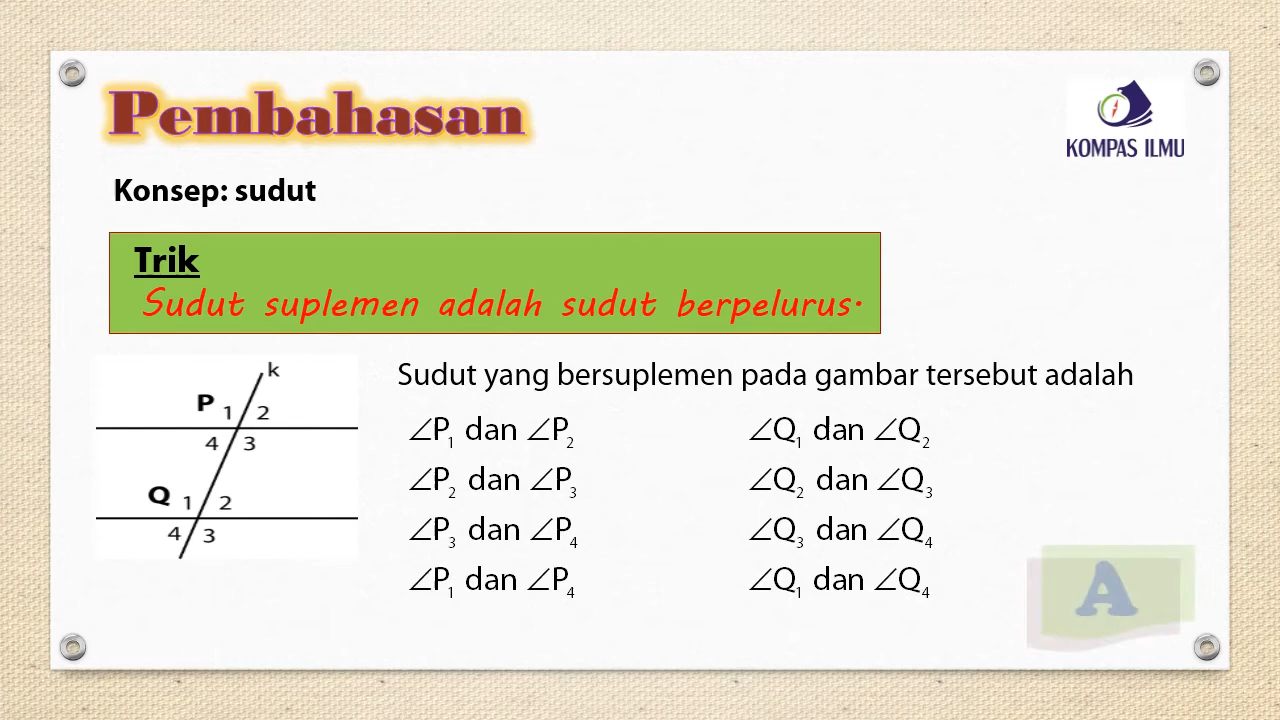 Pembahasan
KOMPAS ILMU
Konsep: sudut
Trik
Sudut suplemen adalah sudut berpelurus.
k
P 1 2
4 3
Q 1 2
4 3
Sudut yang bersuplemen pada gambar tersebut adalah
∠P₁ dan ∠P₂
∠Q₁ dan ∠Q₂
∠P₂ dan ∠P₃
∠Q₂ dan ∠Q₃
∠P₃ dan ∠P₄
∠Q₃ dan ∠Q₄
∠P₁ dan ∠P₄
∠Q₁ dan ∠Q₄
A